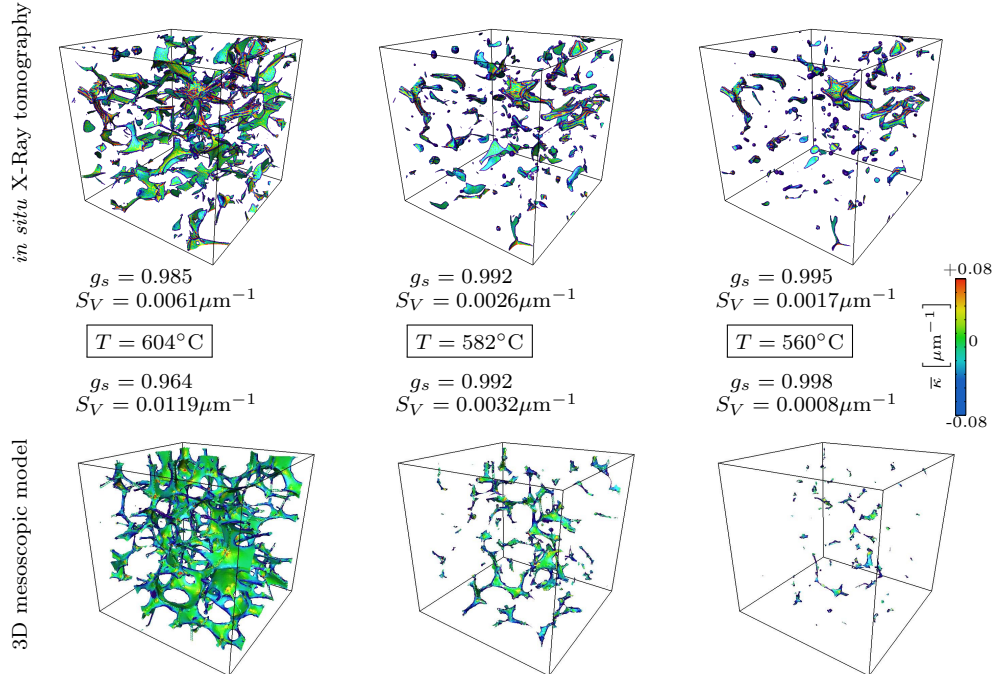 in situ X-Ray tomography
g_s = 0.985
S_V = 0.0061μm⁻¹
g_s = 0.992
S_V = 0.0026μm⁻¹
g_s = 0.995
S_V = 0.0017μm⁻¹
T = 604°C
T = 582°C
T = 560°C
g_s = 0.964
S_V = 0.0119μm⁻¹
g_s = 0.992
S_V = 0.0032μm⁻¹
g_s = 0.998
S_V = 0.0008μm⁻¹
+0.08
0
-0.08
κ̅ [μm⁻¹]
3D mesoscopic model